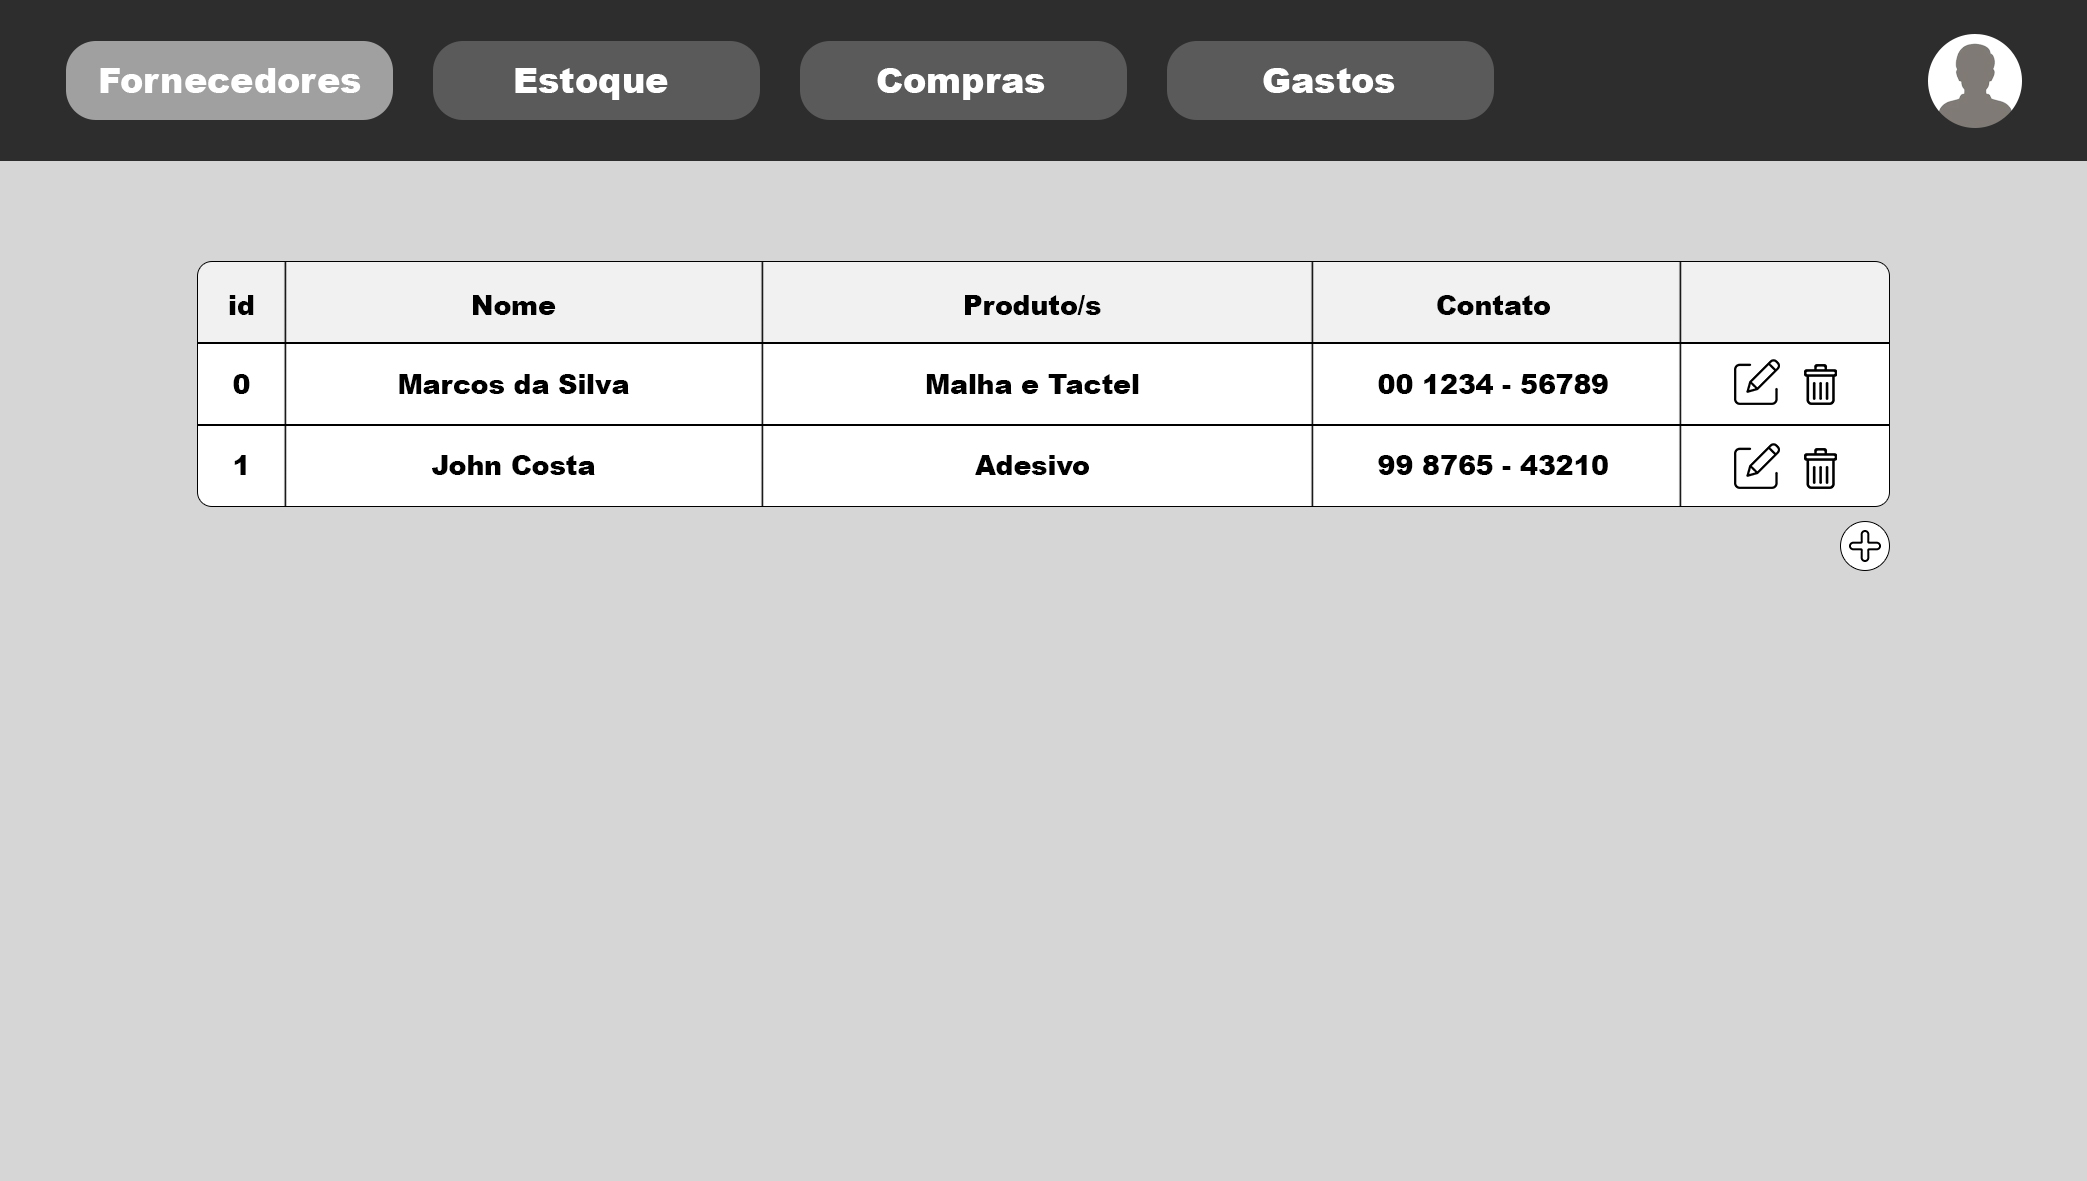 Fornecedores Estoque Compras Gastos
id Nome Produto/s Contato
0 Marcos da Silva Malha e Tactel 00 1234 - 56789
1 John Costa Adesivo 99 8765 - 43210